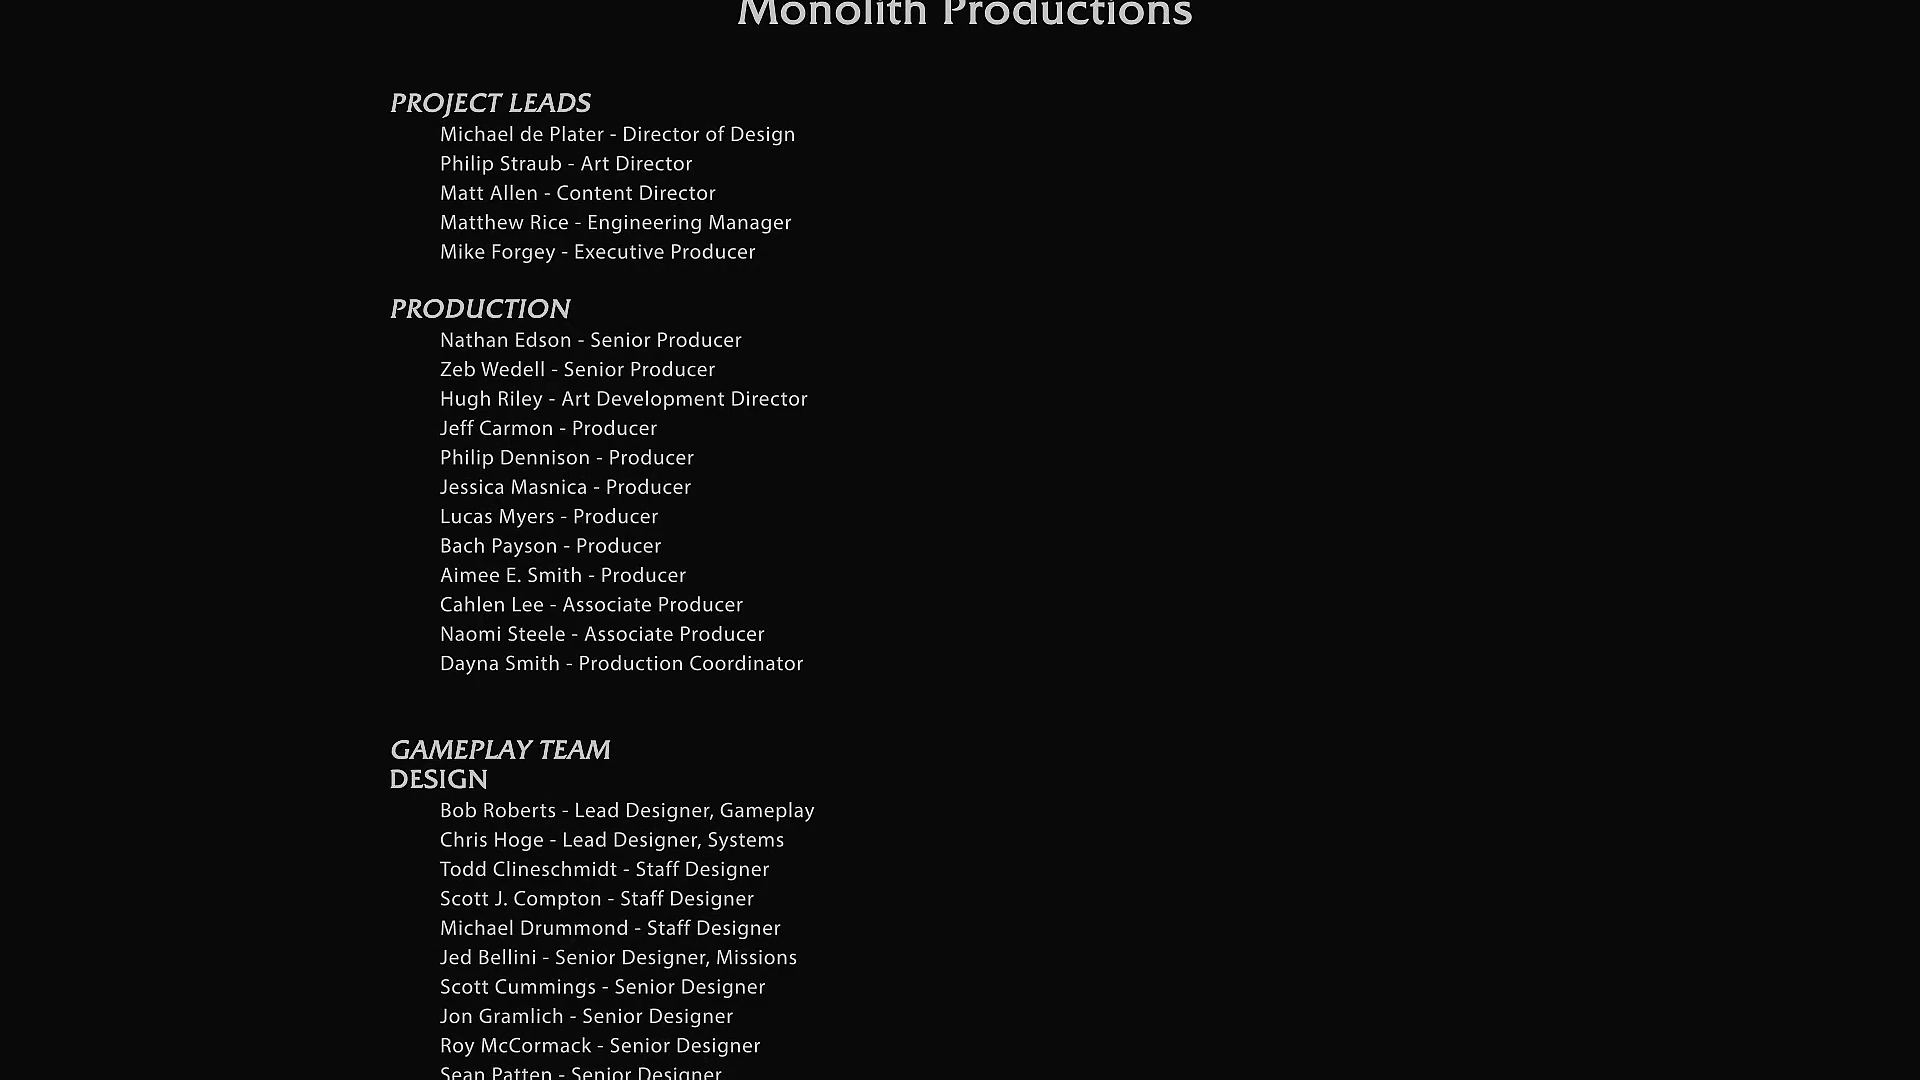 Monolith Productions
PROJECT LEADS
Michael de Plater - Director of Design
Philip Straub - Art Director
Matt Allen - Content Director
Matthew Rice - Engineering Manager
Mike Forgey - Executive Producer
PRODUCTION
Nathan Edson - Senior Producer
Zeb Wedell - Senior Producer
Hugh Riley - Art Development Director
Jeff Carmon - Producer
Philip Dennison - Producer
Jessica Masnica - Producer
Lucas Myers - Producer
Bach Payson - Producer
Aimee E. Smith - Producer
Cahlen Lee - Associate Producer
Naomi Steele - Associate Producer
Dayna Smith - Production Coordinator
GAMEPLAY TEAM
DESIGN
Bob Roberts - Lead Designer, Gameplay
Chris Hoge - Lead Designer, Systems
Todd Clineschmidt - Staff Designer
Scott J. Compton - Staff Designer
Michael Drummond - Staff Designer
Jed Bellini - Senior Designer, Missions
Scott Cummings - Senior Designer
Jon Gramlich - Senior Designer
Roy McCormack - Senior Designer
Sean Patten - Senior Designer